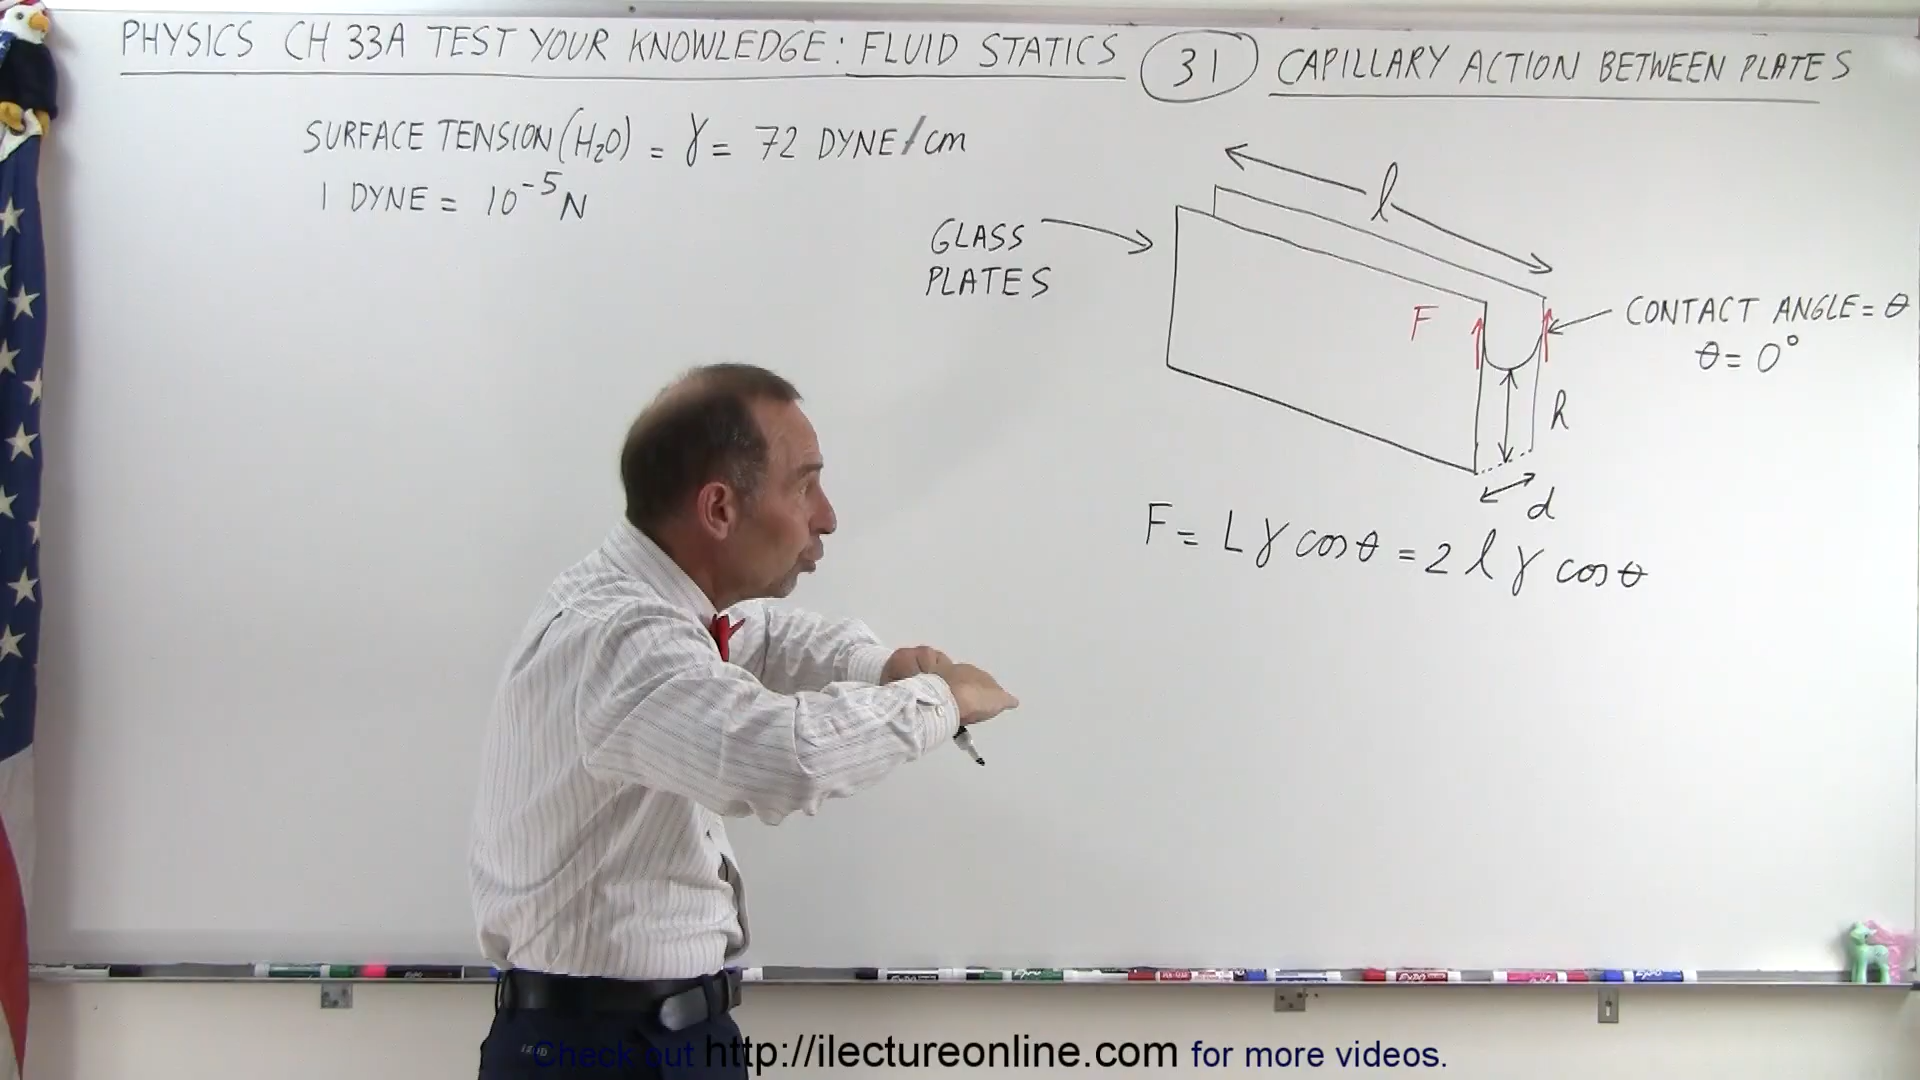 PHYSICS CH 33A TEST YOUR KNOWLEDGE: FLUID STATICS 31 CAPILLARY ACTION BETWEEN PLATES
SURFACE TENSION (H₂O) = γ = 72 DYNE/cm
1 DYNE = 10⁻⁵ N
l
GLASS
PLATES
F
CONTACT ANGLE = θ
θ = 0°
h
d
F = L γ cos θ = 2 l γ cos θ
Check out http://ilectureonline.com for more videos.